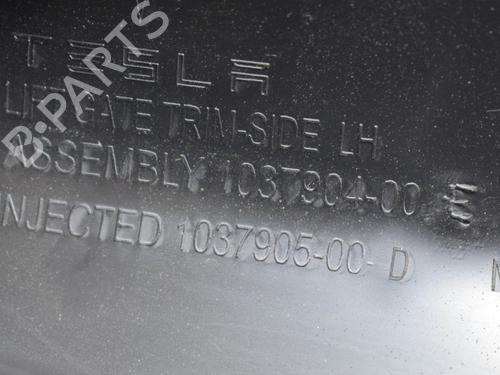 TESLA
LIFTGATE TRIM-SIDE LH
ASSEMBLY 1037904-00 E
INJECTED 1037905-00- D
B-PARTS